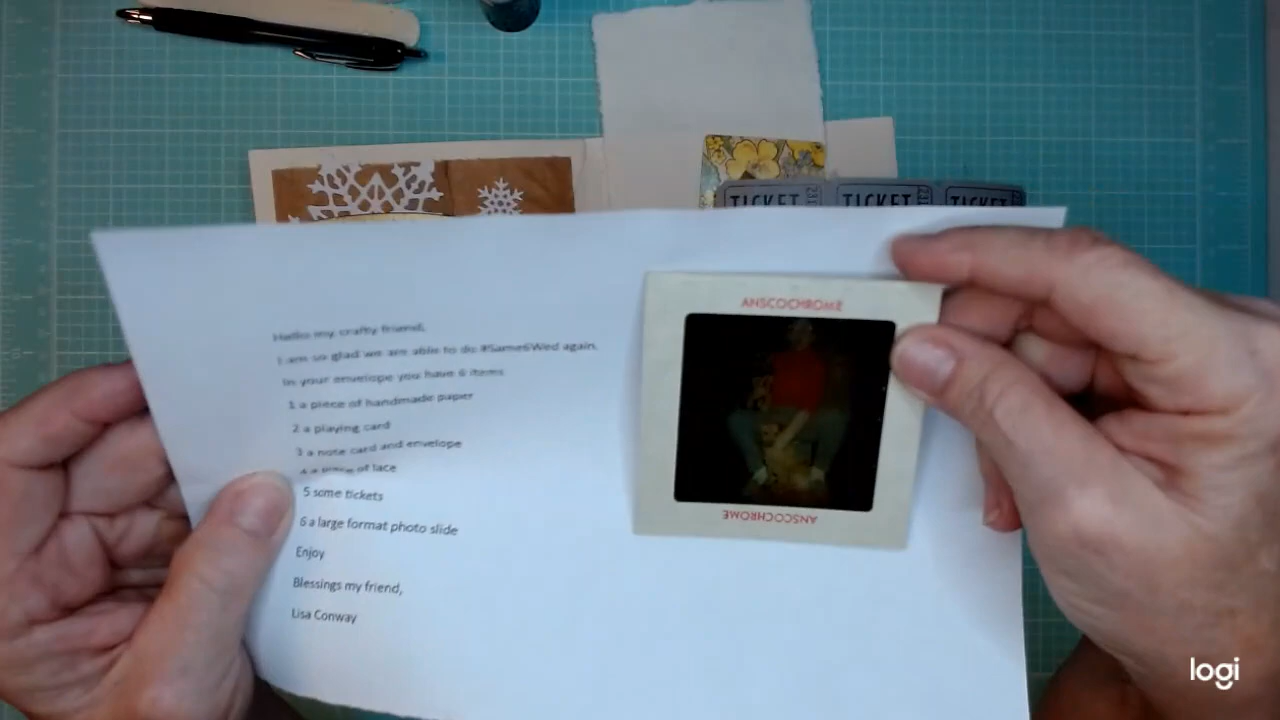 TICKET TICKET TICKET
ANSCOCHROME
Hello my crafty friend,
I am so glad we are able to do #Same6Wed again.
In your envelope you have 6 items
1 a piece of handmade paper
2 a playing card
3 a note card and envelope
4 a piece of lace
5 some tickets
6 a large format photo slide
Enjoy
Blessings my friend,
Lisa Conway
ANSCOCHROME
logi